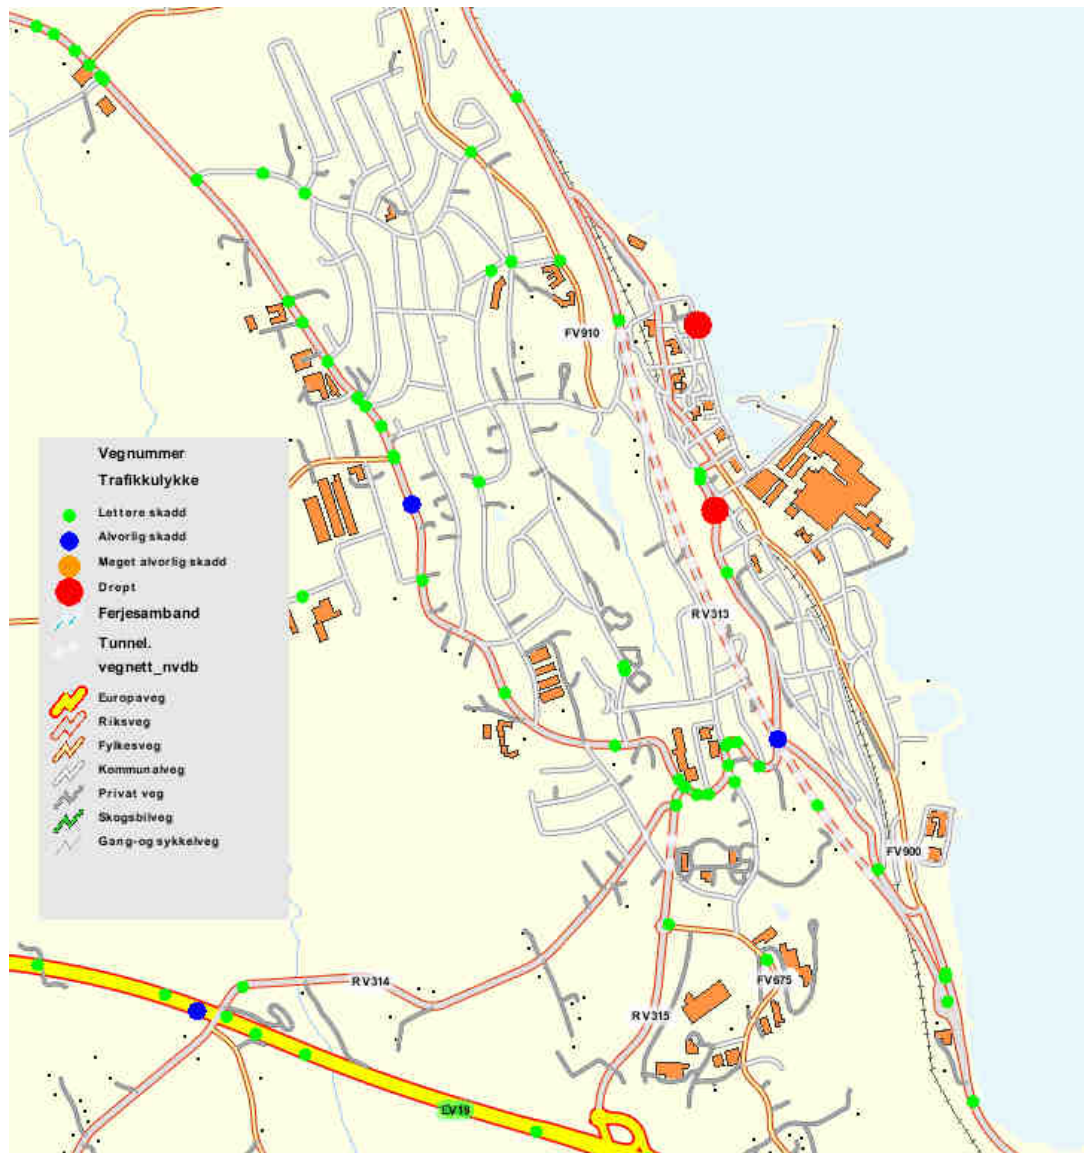 FV910
Vegnummer
Trafikkulykke
Lettere skadd
Alvorlig skadd
Meget alvorlig skadd
Drept
Ferjesamband
Tunnel.
vegnett_nvdb
Europaveg
Riksveg
Fylkesveg
Kommunalveg
Privat veg
Skogsbilveg
Gang-og sykkelveg
RV313
FV900
RV314
FV675
RV315
EV18